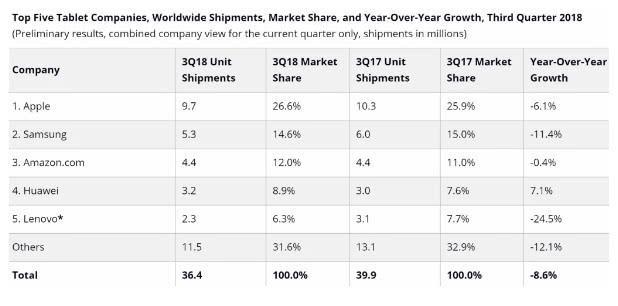 Top Five Tablet Companies, Worldwide Shipments, Market Share, and Year-Over-Year Growth, Third Quarter 2018
(Preliminary results, combined company view for the current quarter only, shipments in millions)
Company 3Q18 Unit Shipments 3Q18 Market Share 3Q17 Unit Shipments 3Q17 Market Share Year-Over-Year Growth
1. Apple 9.7 26.6% 10.3 25.9% -6.1%
2. Samsung 5.3 14.6% 6.0 15.0% -11.4%
3. Amazon.com 4.4 12.0% 4.4 11.0% -0.4%
4. Huawei 3.2 8.9% 3.0 7.6% 7.1%
5. Lenovo* 2.3 6.3% 3.1 7.7% -24.5%
Others 11.5 31.6% 13.1 32.9% -12.1%
Total 36.4 100.0% 39.9 100.0% -8.6%